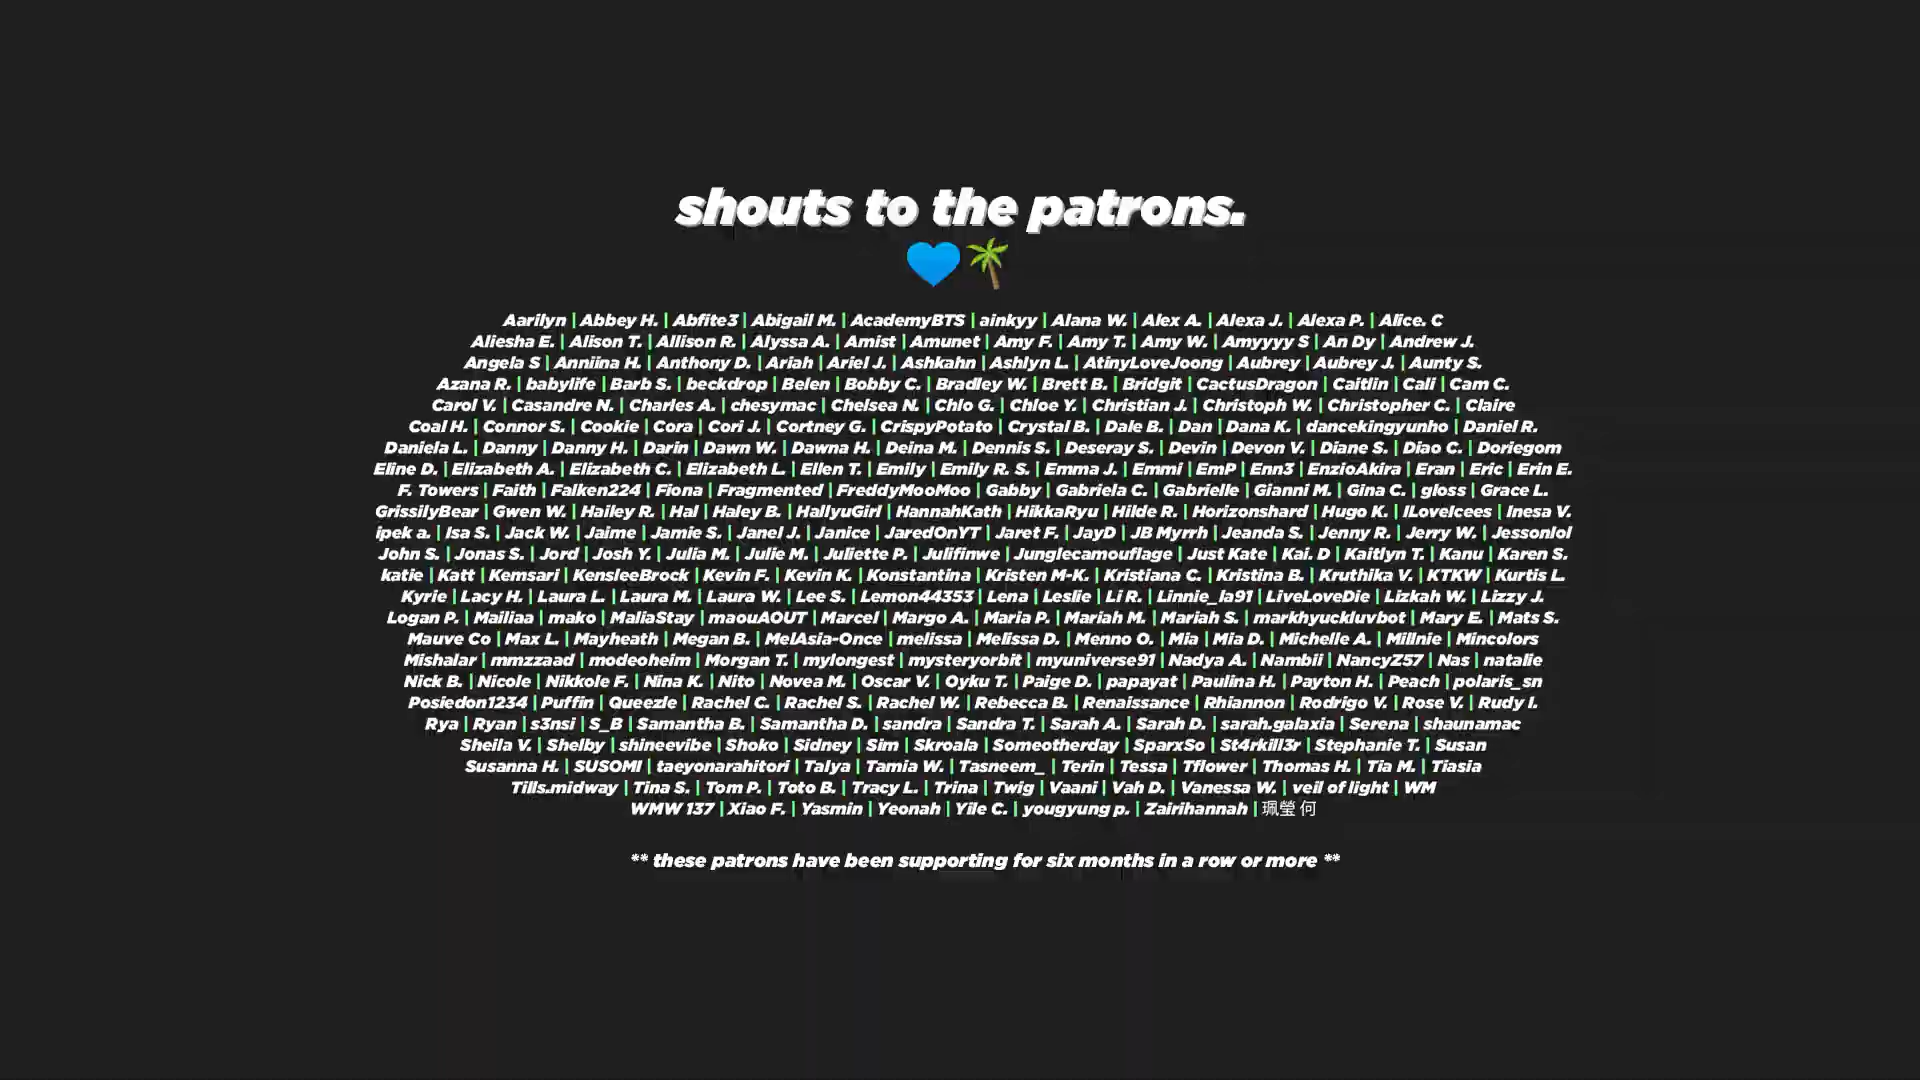 shouts to the patrons.
💙🌴
Aarilyn | Abbey H. | Abfite3 | Abigail M. | AcademyBTS | ainkyy | Alana W. | Alex A. | Alexa J. | Alexa P. | Alice. C
Aliesha E. | Alison T. | Allison R. | Alyssa A. | Amist | Amunet | Amy F. | Amy T. | Amy W. | Amyyyy S | An Dy | Andrew J.
Angela S | Anniina H. | Anthony D. | Ariah | Ariel J. | Ashkahn | Ashlyn L. | AtinyLoveJoong | Aubrey | Aubrey J. | Aunty S.
Azana R. | babylife | Barb S. | beckdrop | Belen | Bobby C. | Bradley W. | Brett B. | Bridgit | CactusDragon | Caitlin | Cali | Cam C.
Carol V. | Casandre N. | Charles A. | chesymac | Chelsea N. | Chlo G. | Chloe Y. | Christian J. | Christoph W. | Christopher C. | Claire
Coal H. | Connor S. | Cookie | Cora | Cori J. | Cortney G. | CrispyPotato | Crystal B. | Dale B. | Dan | Dana K. | dancekingyunho | Daniel R.
Daniela L. | Danny | Danny H. | Darin | Dawn W. | Dawna H. | Deina M. | Dennis S. | Deseray S. | Devin | Devon V. | Diane S. | Diao C. | Doriegom
Eline D. | Elizabeth A. | Elizabeth C. | Elizabeth L. | Ellen T. | Emily | Emily R. S. | Emma J. | Emmi | EmP | Enn3 | EnzioAkira | Eran | Eric | Erin E.
F. Towers | Faith | Falken224 | Fiona | Fragmented | FreddyMooMoo | Gabby | Gabriela C. | Gabrielle | Gianni M. | Gina C. | gloss | Grace L.
GrissilyBear | Gwen W. | Hailey R. | Hal | Haley B. | HallyuGirl | HannahKath | HikkaRyu | Hilde R. | Horizonshard | Hugo K. | ILoveIcees | Inesa V.
ipek a. | Isa S. | Jack W. | Jaime | Jamie S. | Janel J. | Janice | JaredOnYT | Jaret F. | JayD | JB Myrrh | Jeanda S. | Jenny R. | Jerry W. | Jessonlol
John S. | Jonas S. | Jord | Josh Y. | Julia M. | Julie M. | Juliette P. | Julifinwe | Junglecamouflage | Just Kate | Kai. D | Kaitlyn T. | Kanu | Karen S.
katie | Katt | Kemsari | KensleeBrock | Kevin F. | Kevin K. | Konstantina | Kristen M-K. | Kristiana C. | Kristina B. | Kruthika V. | KTKW | Kurtis L.
Kyrie | Lacy H. | Laura L. | Laura M. | Laura W. | Lee S. | Lemon44353 | Lena | Leslie | Li R. | Linnie_la91 | LiveLoveDie | Lizkah W. | Lizzy J.
Logan P. | Mailiaa | mako | MaliaStay | maouAOUT | Marcel | Margo A. | Maria P. | Mariah M. | Mariah S. | markhyuckluvbot | Mary E. | Mats S.
Mauve Co | Max L. | Mayheath | Megan B. | MelAsia-Once | melissa | Melissa D. | Menno O. | Mia | Mia D. | Michelle A. | Millnie | Mincolors
Mishalar | mmzzaad | modeoheim | Morgan T. | mylongest | mysteryorbit | myuniverse91 | Nadya A. | Nambii | NancyZ57 | Nas | natalie
Nick B. | Nicole | Nikkole F. | Nina K. | Nito | Novea M. | Oscar V. | Oyku T. | Paige D. | papayat | Paulina H. | Payton H. | Peach | polaris_sn
Posiedon1234 | Puffin | Queezle | Rachel C. | Rachel S. | Rachel W. | Rebecca B. | Renaissance | Rhiannon | Rodrigo V. | Rose V. | Rudy I.
Rya | Ryan | s3nsi | S_B | Samantha B. | Samantha D. | sandra | Sandra T. | Sarah A. | Sarah D. | sarah.galaxia | Serena | shaunamac
Sheila V. | Shelby | shineevibe | Shoko | Sidney | Sim | Skroala | Someotherday | SparxSo | St4rkill3r | Stephanie T. | Susan
Susanna H. | SUSOMI | taeyonarahitori | Talya | Tamia W. | Tasneem_ | Terin | Tessa | Tflower | Thomas H. | Tia M. | Tiasia
Tills.midway | Tina S. | Tom P. | Toto B. | Tracy L. | Trina | Twig | Vaani | Vah D. | Vanessa W. | veil of light | WM
WMW 137 | Xiao F. | Yasmin | Yeonah | Yile C. | yougyung p. | Zairihannah | 珮瑩 何
** these patrons have been supporting for six months in a row or more **